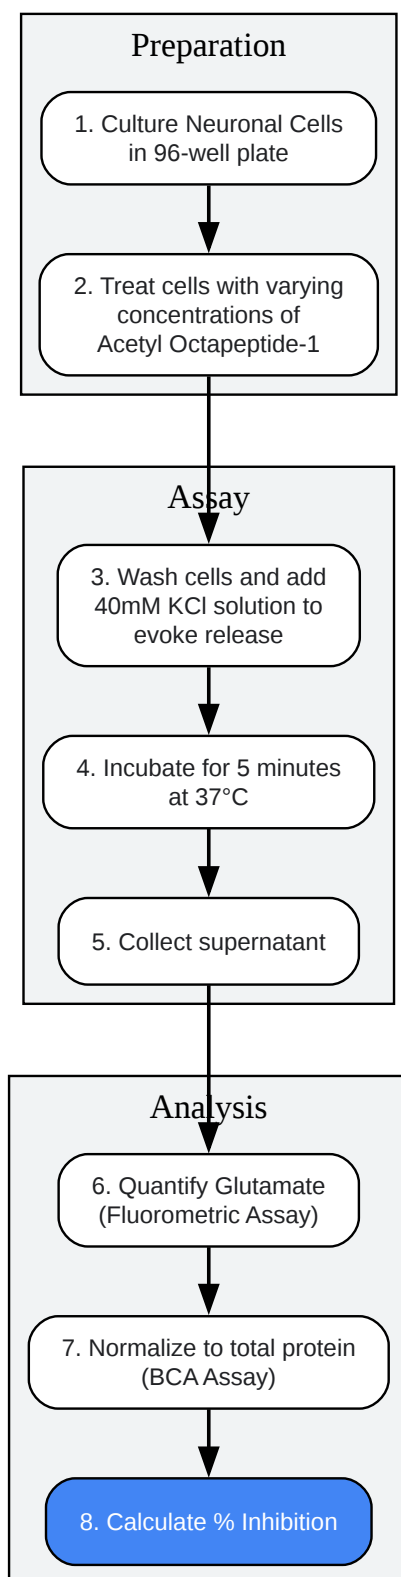 Preparation
1. Culture Neuronal Cells
in 96-well plate
2. Treat cells with varying
concentrations of
Acetyl Octapeptide-1
Assay
3. Wash cells and add
40mM KCl solution to
evoke release
4. Incubate for 5 minutes
at 37°C
5. Collect supernatant
Analysis
6. Quantify Glutamate
(Fluorometric Assay)
7. Normalize to total protein
(BCA Assay)
8. Calculate % Inhibition